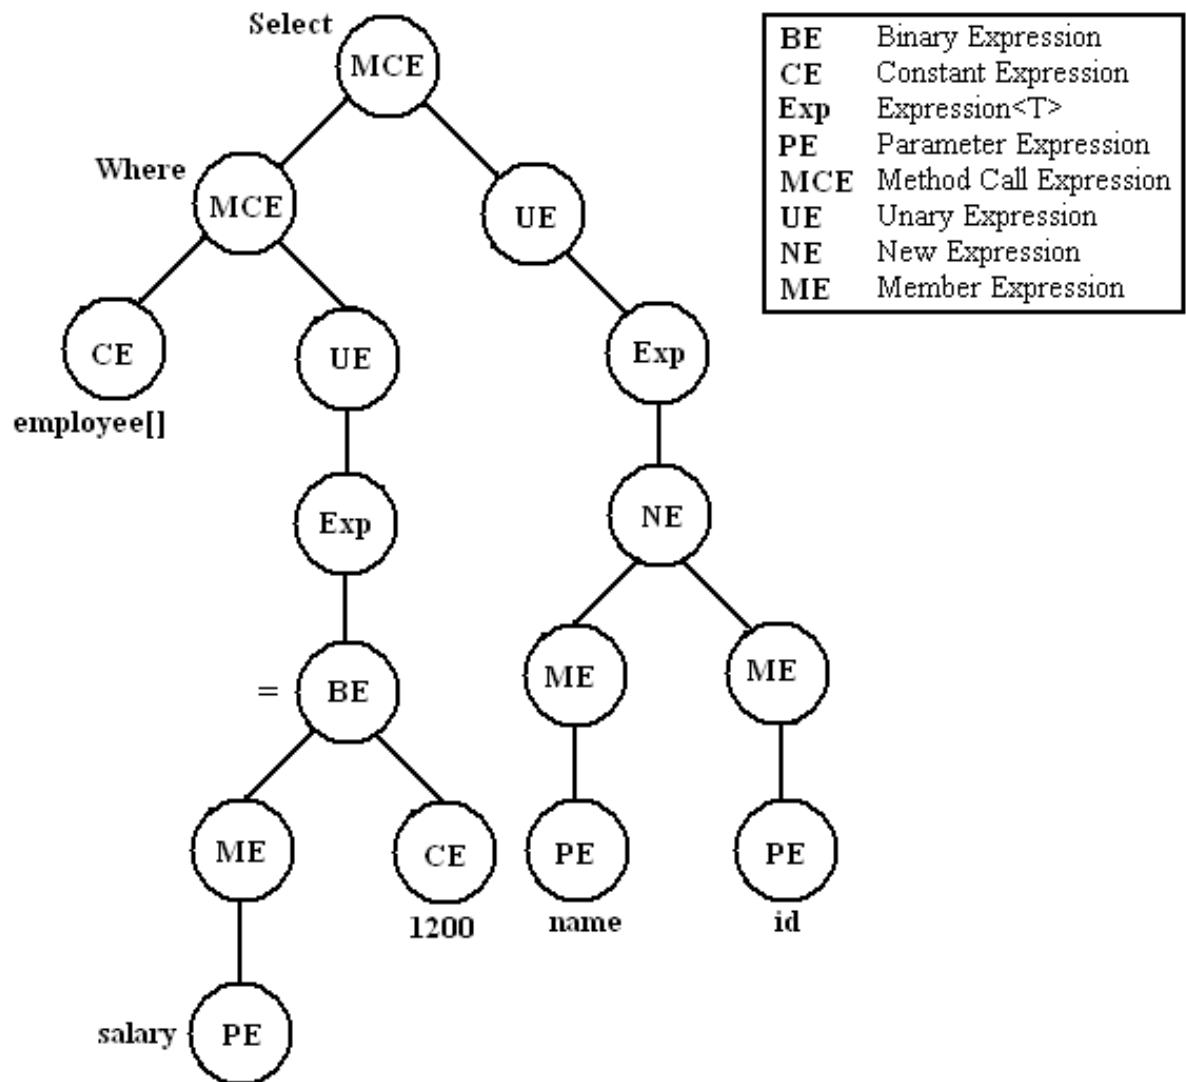 Select
MCE
BE Binary Expression
CE Constant Expression
Exp Expression<T>
PE Parameter Expression
MCE Method Call Expression
UE Unary Expression
NE New Expression
ME Member Expression
Where
MCE
UE
CE
UE
Exp
employee[]
Exp
NE
= BE
ME
ME
ME
CE
PE
PE
1200
name
id
salary
PE